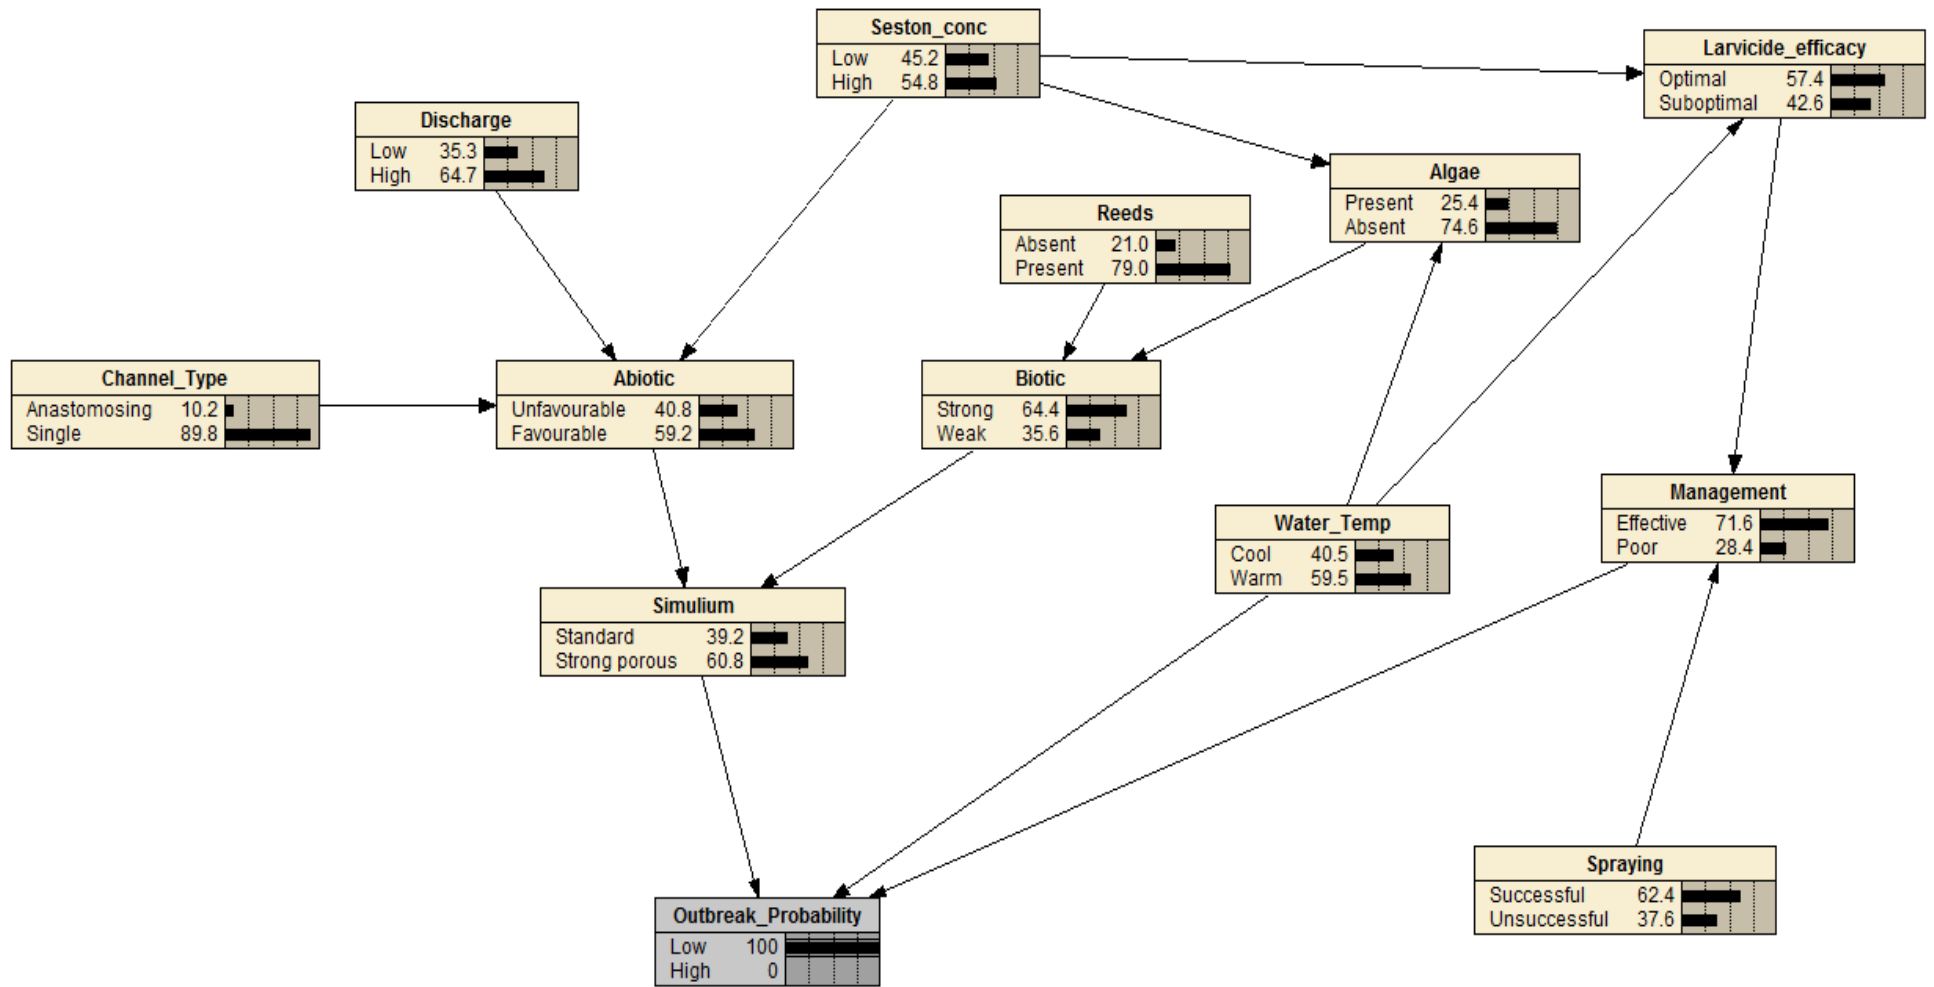 Seston_conc
Low 45.2
High 54.8
Larvicide_efficacy
Optimal 57.4
Suboptimal 42.6
Discharge
Low 35.3
High 64.7
Algae
Present 25.4
Absent 74.6
Reeds
Absent 21.0
Present 79.0
Channel_Type
Anastomosing 10.2
Single 89.8
Abiotic
Unfavourable 40.8
Favourable 59.2
Biotic
Strong 64.4
Weak 35.6
Management
Effective 71.6
Poor 28.4
Water_Temp
Cool 40.5
Warm 59.5
Simulium
Standard 39.2
Strong porous 60.8
Spraying
Successful 62.4
Unsuccessful 37.6
Outbreak_Probability
Low 100
High 0